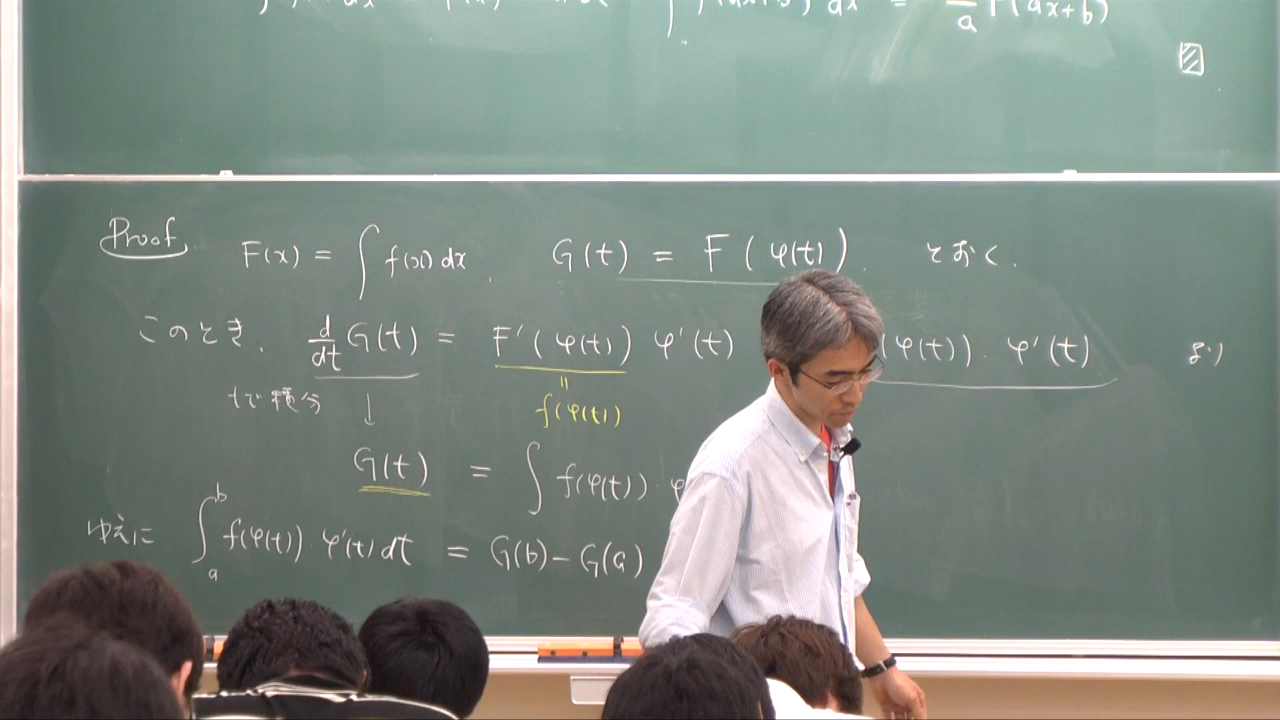 ∫ f(ax+b) dx = 1/a F(ax+b)
Proof. F(x) = ∫ f(x) dx, G(t) = F(φ(t)). とおく.
このとき, d/dt G(t) = F'(φ(t)) φ'(t) (φ(t))・φ'(t) より
tで積分 ↓ = f(φ(t))
G(t) = ∫ f(φ(t))・φ
ゆえに ∫_a^b f(φ(t))・φ'(t) dt = G(b) - G(a)